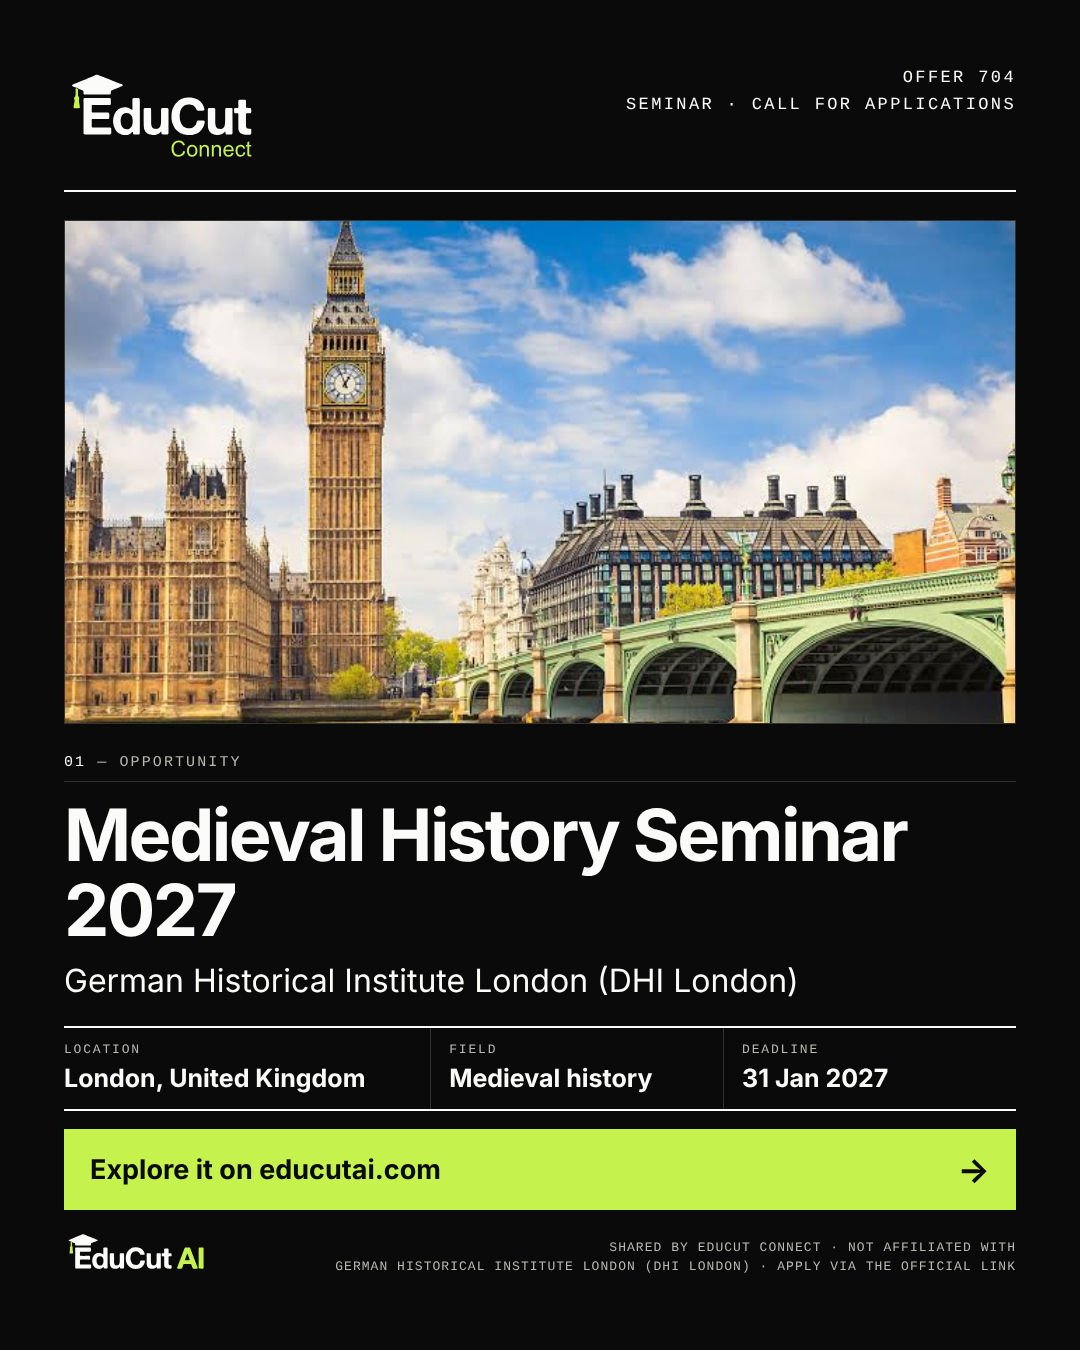 EduCut
Connect
OFFER 704
SEMINAR · CALL FOR APPLICATIONS
01 — OPPORTUNITY
Medieval History Seminar
2027
German Historical Institute London (DHI London)
LOCATION
London, United Kingdom
FIELD
Medieval history
DEADLINE
31 Jan 2027
Explore it on educutai.com →
EduCut AI
SHARED BY EDUCUT CONNECT · NOT AFFILIATED WITH
GERMAN HISTORICAL INSTITUTE LONDON (DHI LONDON) · APPLY VIA THE OFFICIAL LINK